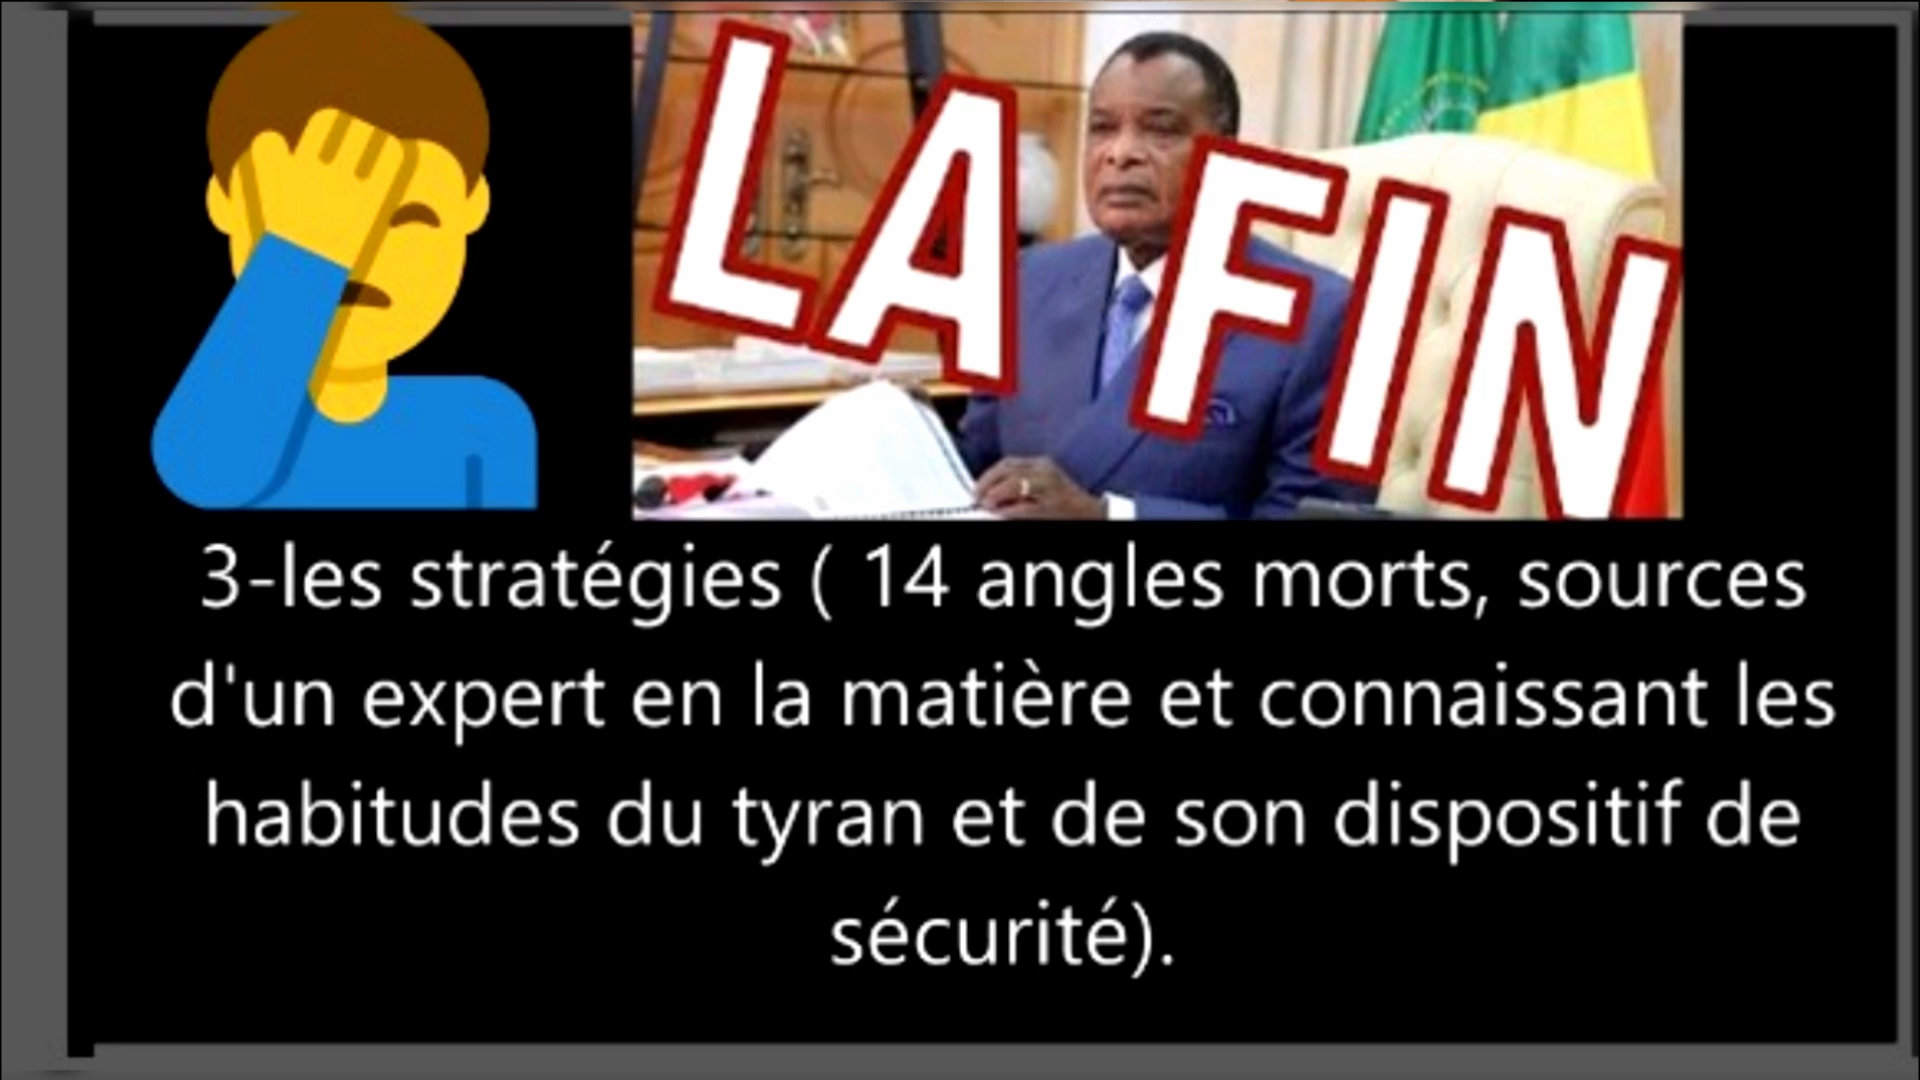 LA FIN
3-les stratégies ( 14 angles morts, sources
d'un expert en la matière et connaissant les
habitudes du tyran et de son dispositif de
sécurité).